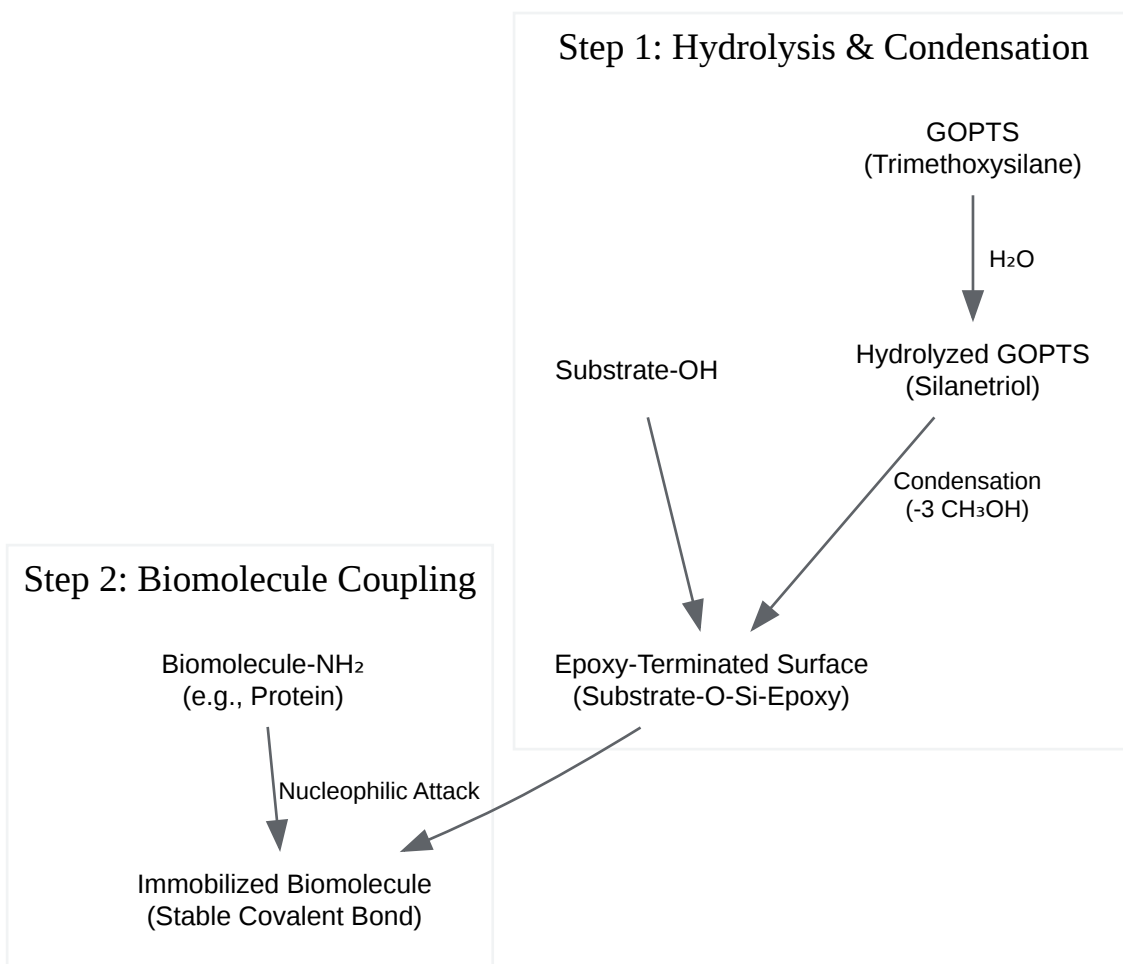 Step 1: Hydrolysis & Condensation
GOPTS
(Trimethoxysilane)
H₂O
Substrate-OH
Hydrolyzed GOPTS
(Silanetriol)
Condensation
(-3 CH₃OH)
Epoxy-Terminated Surface
(Substrate-O-Si-Epoxy)
Step 2: Biomolecule Coupling
Biomolecule-NH₂
(e.g., Protein)
Nucleophilic Attack
Immobilized Biomolecule
(Stable Covalent Bond)